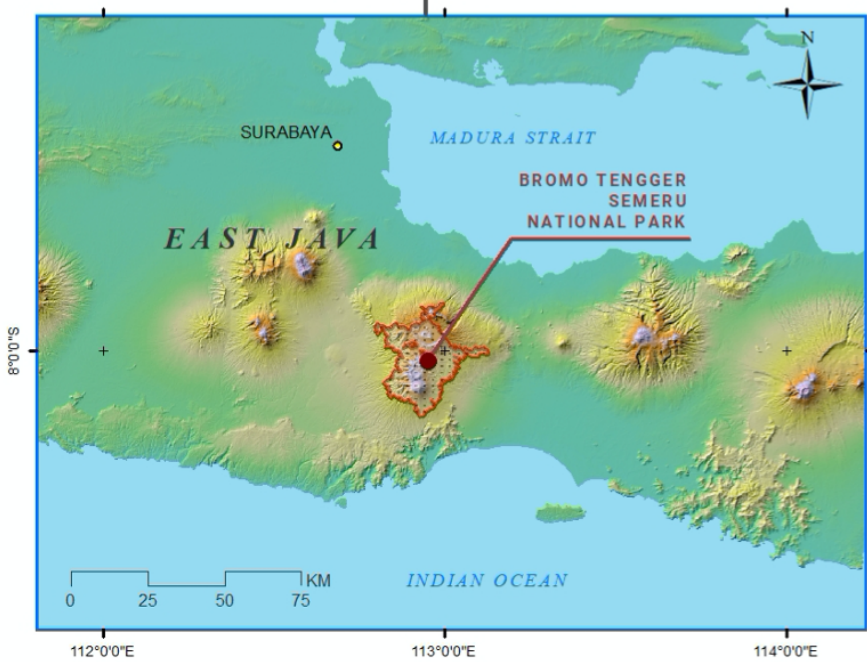 N
SURABAYA
MADURA STRAIT
BROMO TENGGER
SEMERU
NATIONAL PARK
EAST JAVA
8°0'0"S
INDIAN OCEAN
KM
0 25 50 75
112°0'0"E 113°0'0"E 114°0'0"E